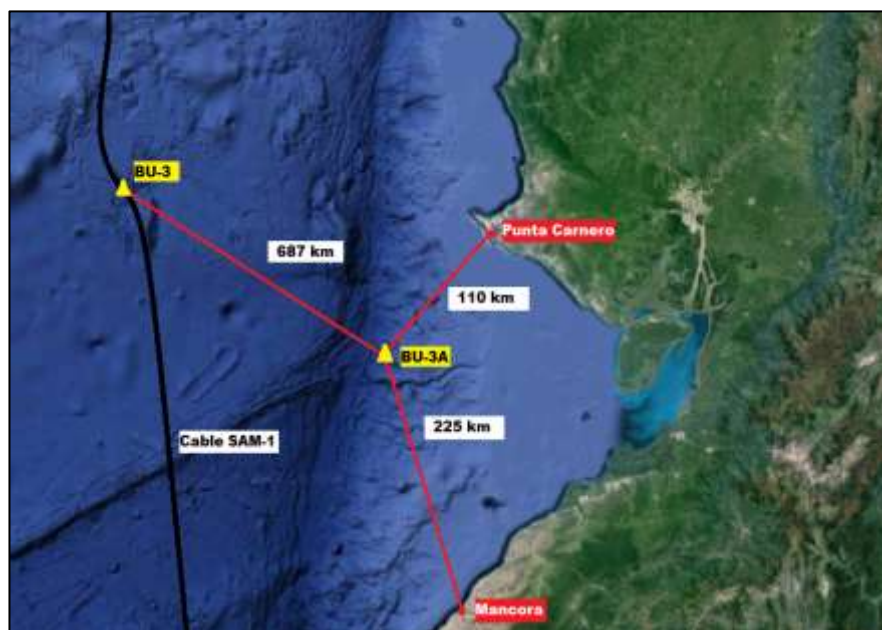 BU-3
Punta Carnero
687 km
110 km
BU-3A
225 km
Cable SAM-1
Mancora